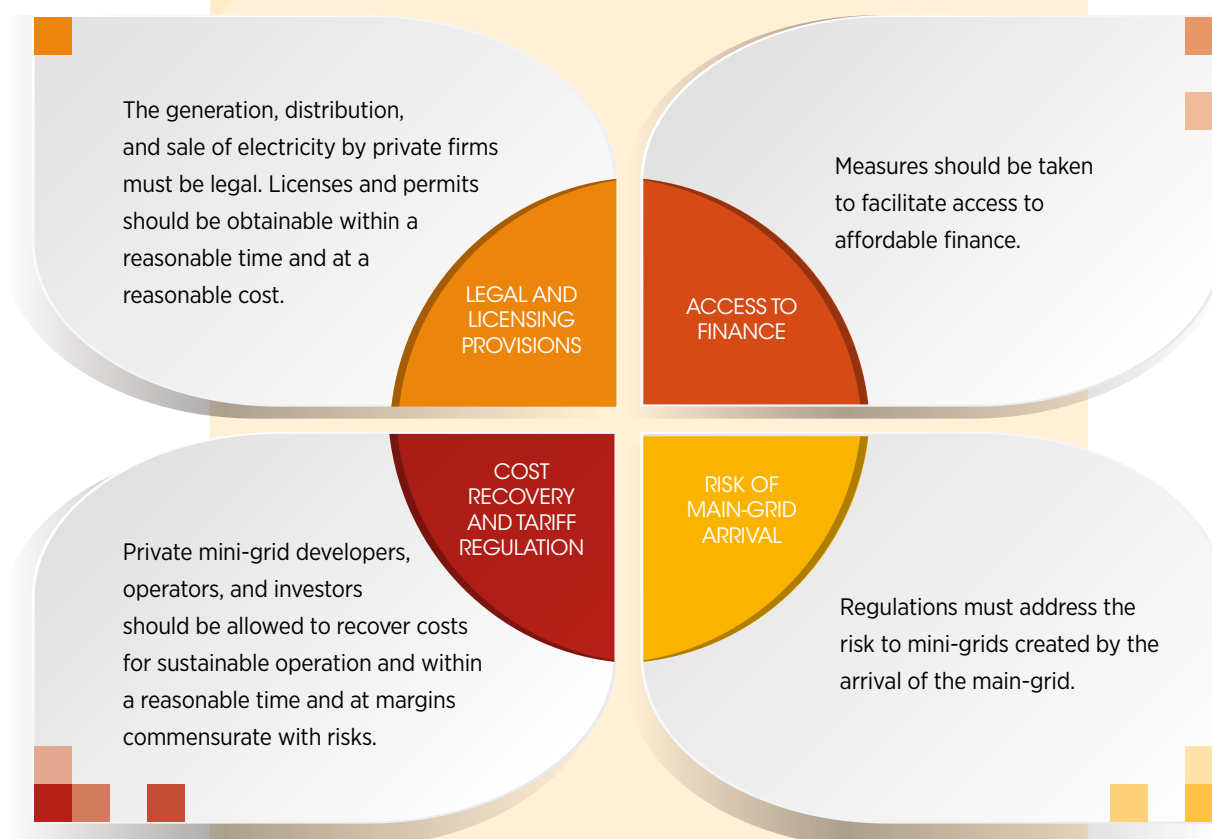 The generation, distribution,
and sale of electricity by private firms
must be legal. Licenses and permits
should be obtainable within a
reasonable time and at a
reasonable cost.
LEGAL AND
LICENSING
PROVISIONS
ACCESS TO
FINANCE
Measures should be taken
to facilitate access to
affordable finance.
Private mini-grid developers,
operators, and investors
should be allowed to recover costs
for sustainable operation and within
a reasonable time and at margins
commensurate with risks.
COST
RECOVERY
AND TARIFF
REGULATION
RISK OF
MAIN-GRID
ARRIVAL
Regulations must address the
risk to mini-grids created by the
arrival of the main-grid.